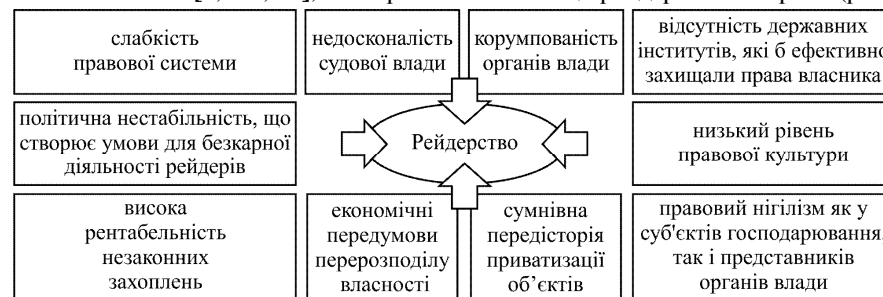 слабкість
правової системи
недосконалість
судової влади
корумпованість
органів влади
відсутність державних
інститутів, які б ефективно
захищали права власника
політична нестабільність, що
створює умови для безкарної
діяльності рейдерів
Рейдерство
низький рівень
правової культури
висока
рентабельність
незаконних
захоплень
економічні
передумови
перерозподілу
власності
сумнівна
передісторія
приватизації
об’єктів
правовий нігілізм як у
суб'єктів господарювання,
так і представників
органів влади